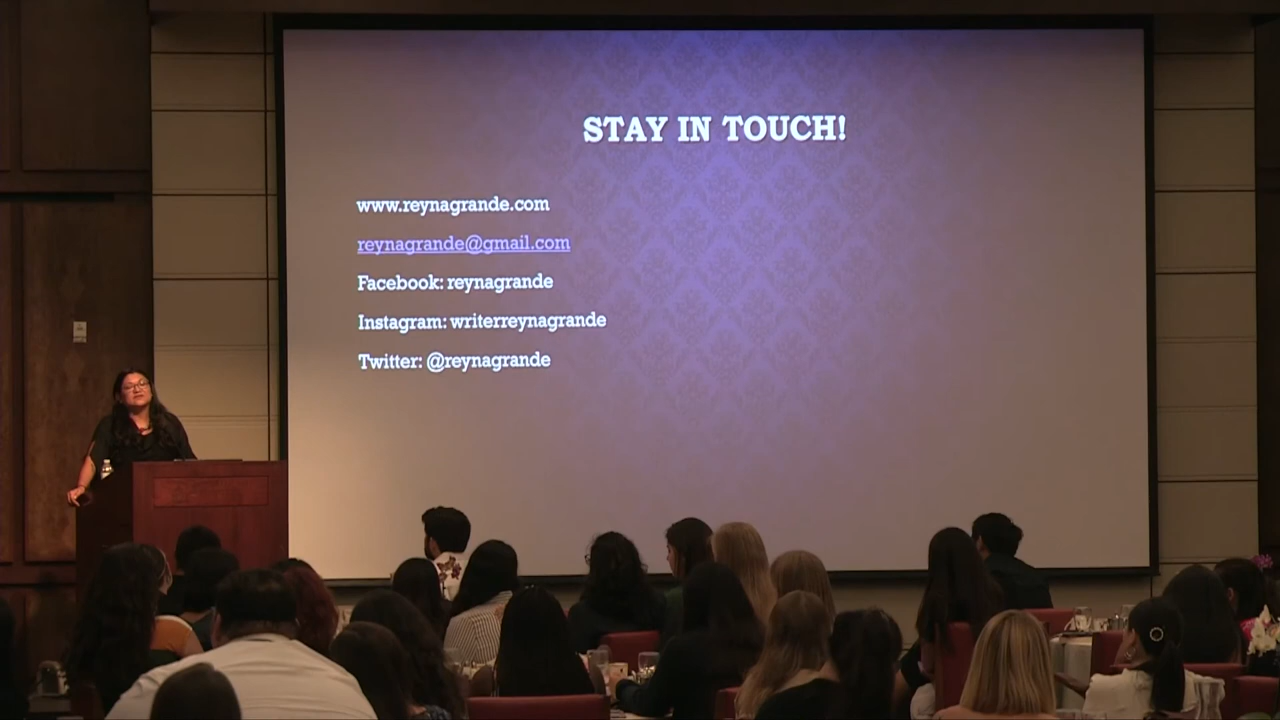 STAY IN TOUCH!
www.reynagrande.com
reynagrande@gmail.com
Facebook: reynagrande
Instagram: writerreynagrande
Twitter: @reynagrande